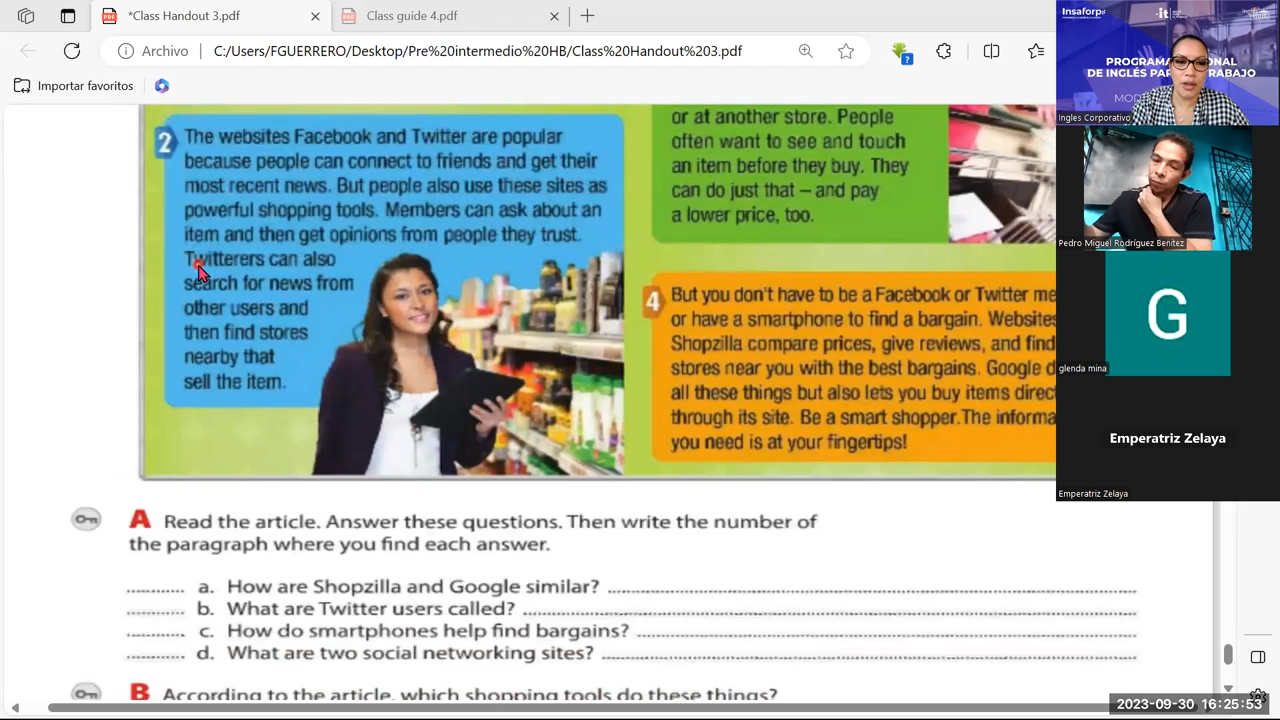 *Class Handout 3.pdf
Class guide 4.pdf
Archivo
C:/Users/FGUERRERO/Desktop/Pre%20intermedio%20HB/Class%20Handout%203.pdf
Importar favoritos
2
The websites Facebook and Twitter are popular
because people can connect to friends and get their
most recent news. But people also use these sites as
powerful shopping tools. Members can ask about an
item and then get opinions from people they trust.
Twitterers can also
search for news from
other users and
then find stores
nearby that
sell the item.
or at another store. People
often want to see and touch
an item before they buy. They
can do just that – and pay
a lower price, too.
4
But you don't have to be a Facebook or Twitter me
or have a smartphone to find a bargain. Websites
Shopzilla compare prices, give reviews, and find
stores near you with the best bargains. Google d
all these things but also lets you buy items direc
through its site. Be a smart shopper.The informa
you need is at your fingertips!
A Read the article. Answer these questions. Then write the number of
the paragraph where you find each answer.
a. How are Shopzilla and Google similar?
b. What are Twitter users called?
c. How do smartphones help find bargains?
d. What are two social networking sites?
B According to the article, which shopping tools do these things?
Insaforp
it
PROGRAMA NACIONAL
DE INGLÉS PARA EL TRABAJO
Ingles Corporativo
Pedro Miguel Rodríguez Benítez
G
glenda mina
Emperatriz Zelaya
Emperatriz Zelaya
2023-09-30 16:25:53